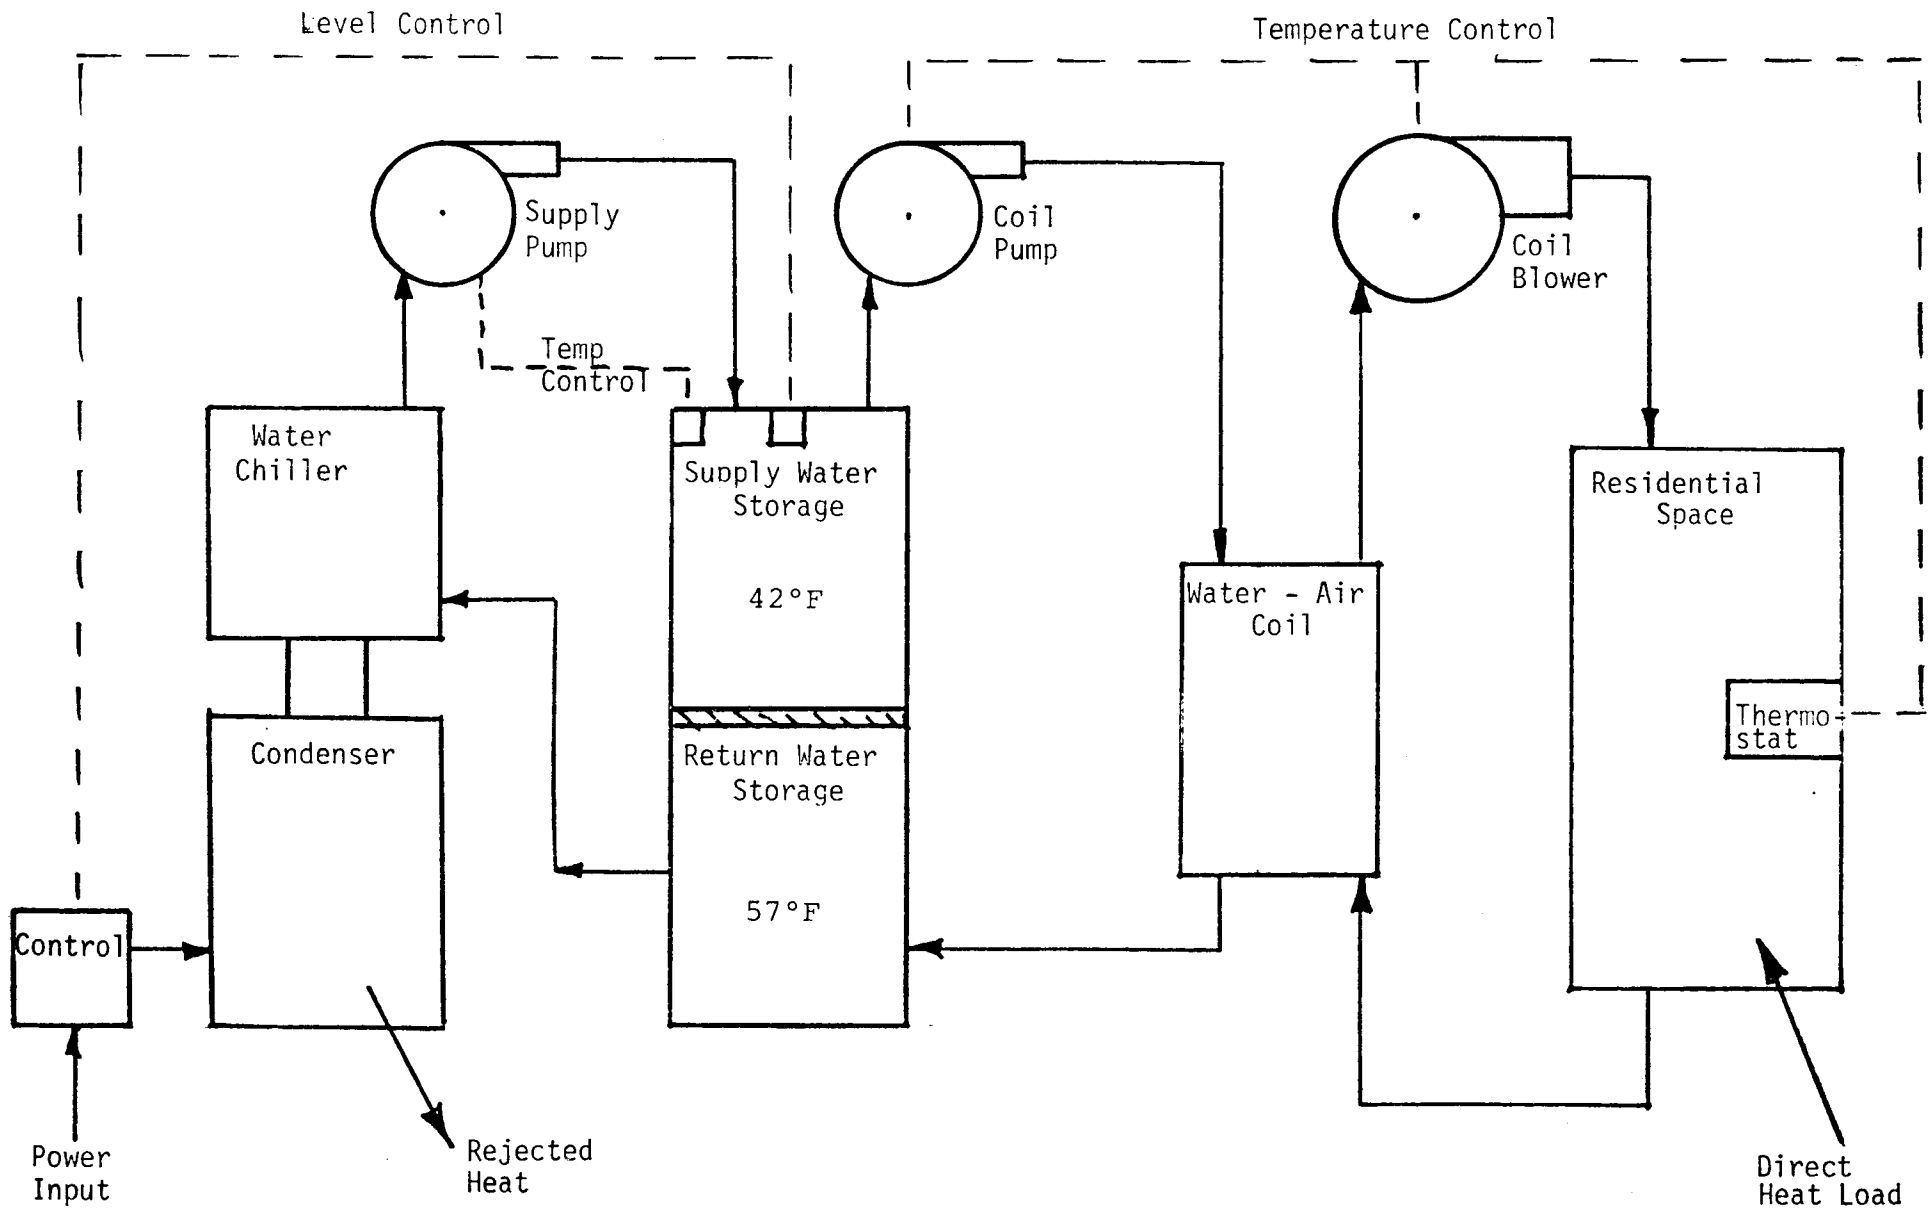 Level Control
Temperature Control
Supply
Pump
Coil
Pump
Coil
Blower
Temp
Control
Water
Chiller
Supply Water
Storage
42°F
Residential
Space
Water - Air
Coil
Condenser
Return Water
Storage
57°F
Thermo-
stat
Control
Power
Input
Rejected
Heat
Direct
Heat Load